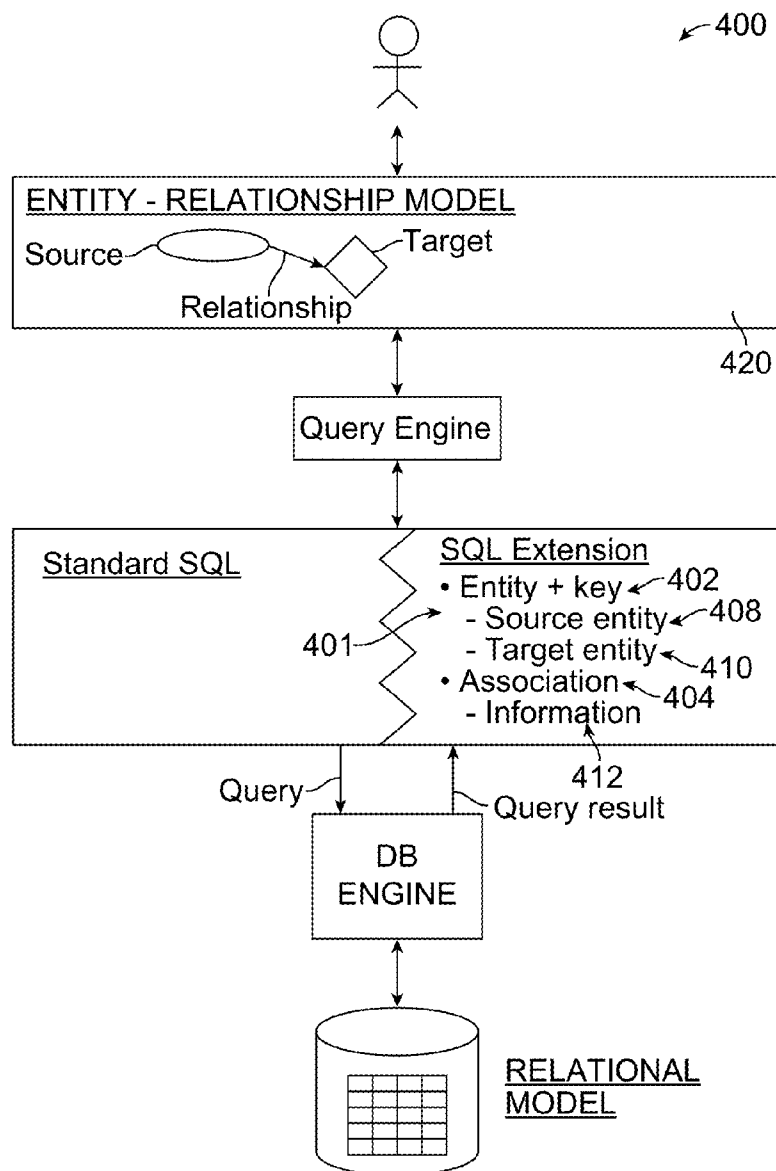 400
ENTITY - RELATIONSHIP MODEL
Source
Target
Relationship
420
Query Engine
Standard SQL
SQL Extension
• Entity + key 402
401
- Source entity 408
- Target entity 410
• Association 404
- Information
412
Query
Query result
DB
ENGINE
RELATIONAL
MODEL